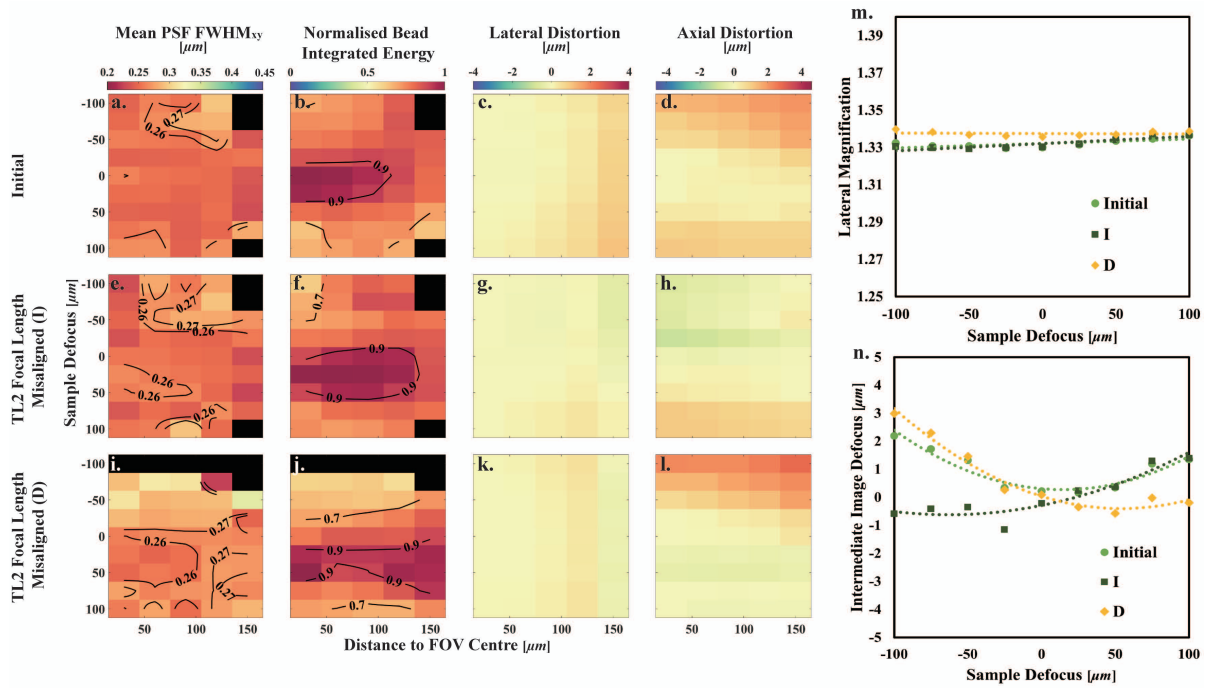 Mean PSF FWHMxy
[µm]
0.2 0.3 0.4 0.45
Normalised Bead
Integrated Energy
0 0.5 1
Lateral Distortion
[µm]
-4 -2 0 2 4
Axial Distortion
[µm]
-4 -2 0 2 4
Initial
TL2 Focal Length
Misaligned (I)
TL2 Focal Length
Misaligned (D)
Sample Defocus [µm]
-100
-50
0
50
100
-100
-50
0
50
100
-100
-50
0
50
100
a.
0.27
0.26
b.
0.9
0.9
c.
d.
e.
0.27
0.26
0.27
0.26
0.26
0.26
f.
0.7
0.9
0.9
0.9
g.
h.
i.
0.27
0.26
0.27
0.26
j.
0.7
0.9
0.9
0.9
0.7
k.
l.
50 100 150
50 100 150
50 100 150
50 100 150
Distance to FOV Centre [µm]
m.
Lateral Magnification
1.39
1.37
1.35
1.33
1.31
1.29
1.27
1.25
Initial
I
D
-100 -50 0 50 100
Sample Defocus [µm]
n.
Intermediate Image Defocus [µm]
5
4
3
2
1
0
-1
-2
-3
-4
-5
Initial
I
D
-100 -50 0 50 100
Sample Defocus [µm]